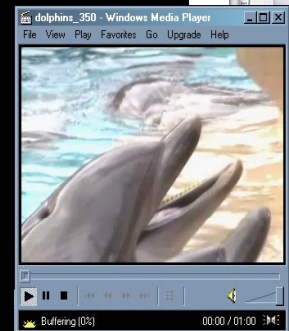 dolphins_350 - Windows Media Player
File View Play Favorites Go Upgrade Help
Buffering (0%) 00:00 / 01:00